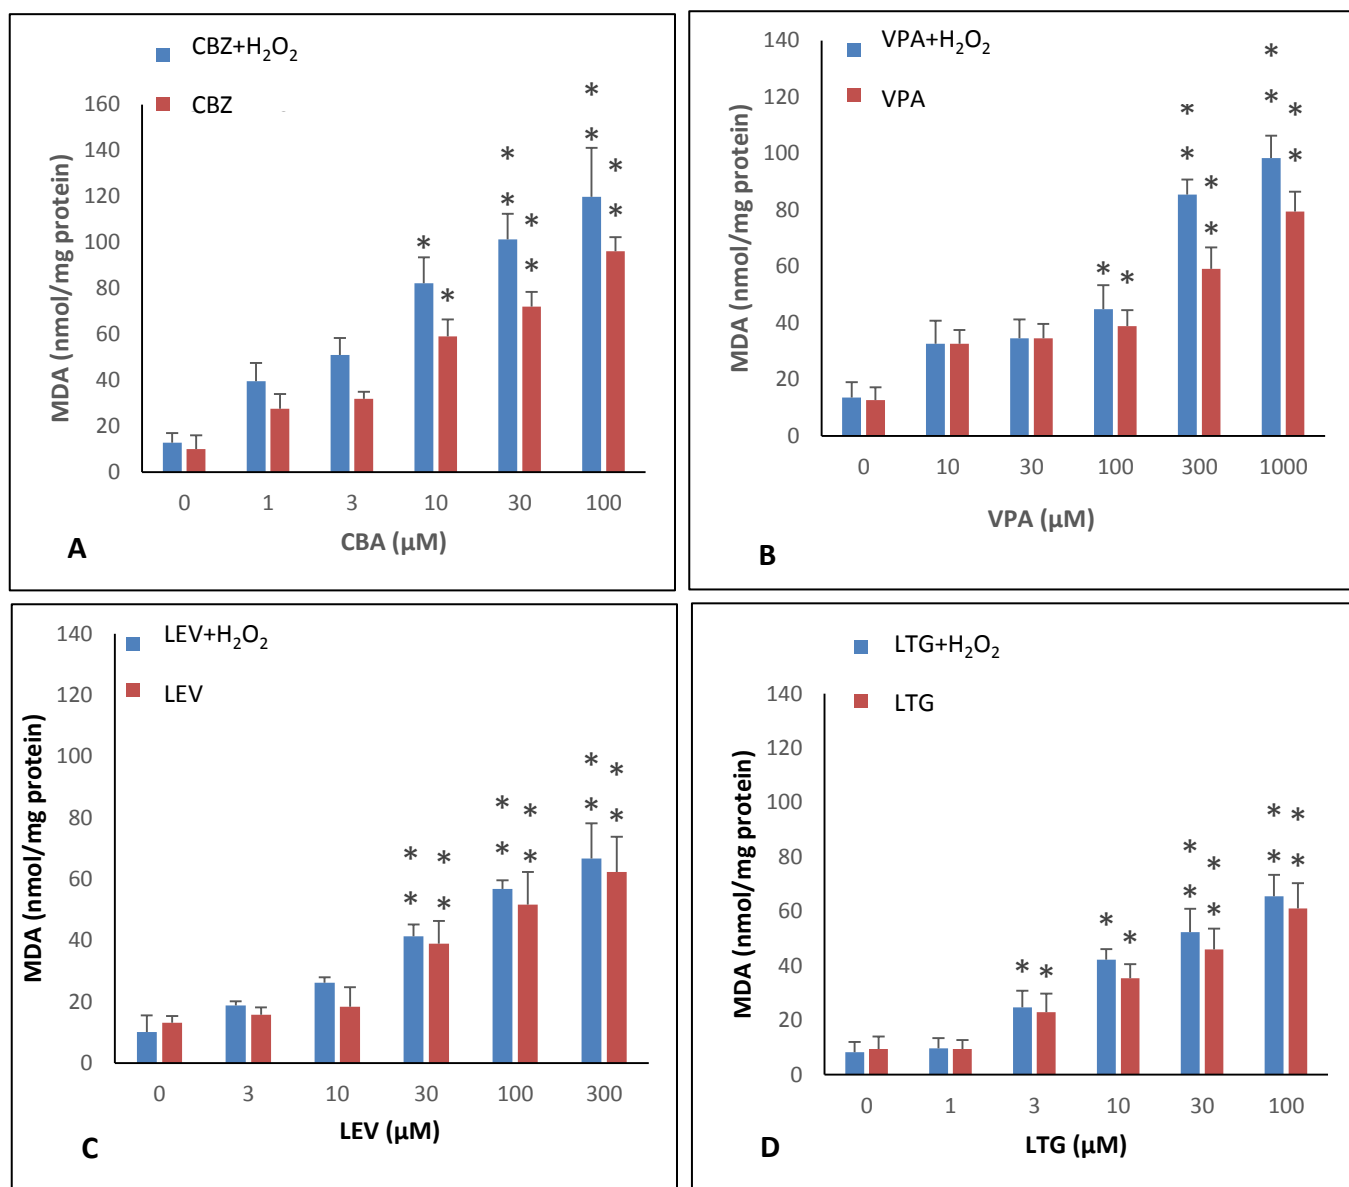 CBZ+H₂O₂
CBZ
MDA (nmol/mg protein)
160
140
120
100
80
60
40
20
0
* * * * * * * * * *
0 1 3 10 30 100
CBA (µM)
A
VPA+H₂O₂
VPA
MDA (nmol/mg protein)
140
120
100
80
60
40
20
0
* * * * * * * * * *
0 10 30 100 300 1000
VPA (µM)
B
LEV+H₂O₂
LEV
MDA (nmol/mg protein)
140
120
100
80
60
40
20
0
* * * * * * * * * * * *
0 3 10 30 100 300
LEV (µM)
C
LTG+H₂O₂
LTG
MDA (nmol/mg protein)
140
120
100
80
60
40
20
0
* * * * * * * * * * * *
0 1 3 10 30 100
LTG (µM)
D